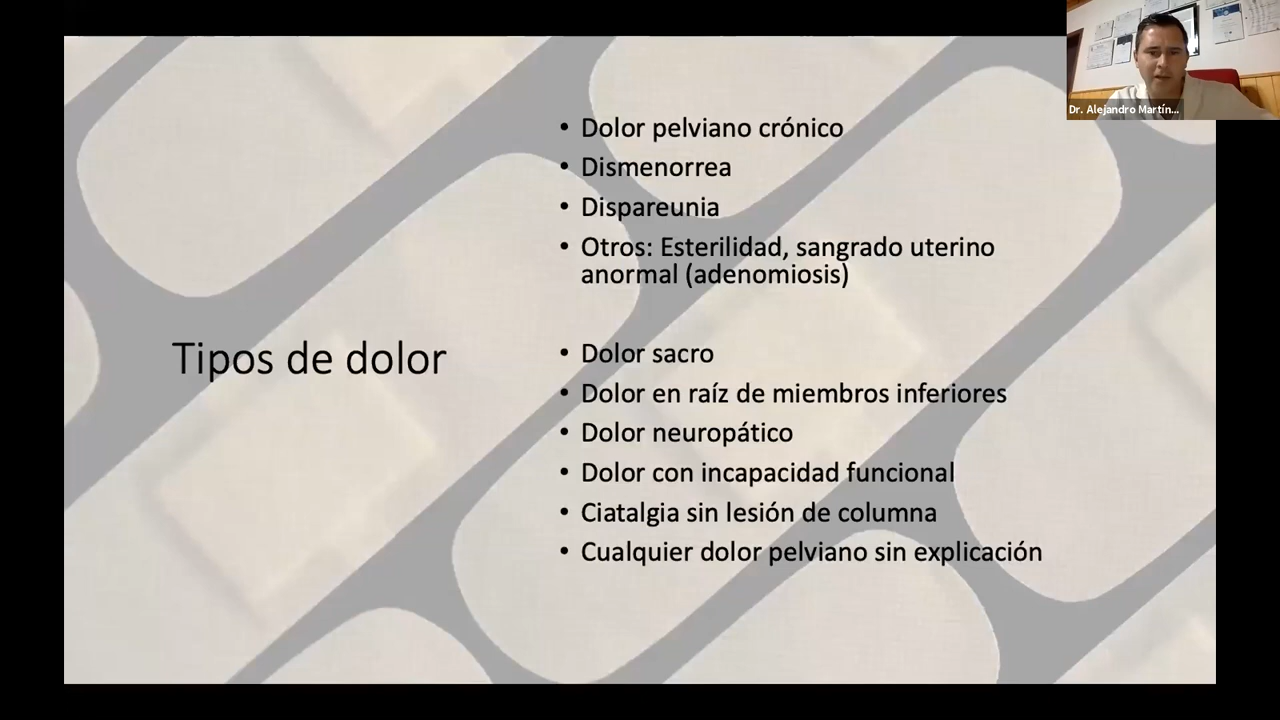 Dr. Alejandro Martín...
Tipos de dolor
• Dolor pelviano crónico
• Dismenorrea
• Dispareunia
• Otros: Esterilidad, sangrado uterino
anormal (adenomiosis)
• Dolor sacro
• Dolor en raíz de miembros inferiores
• Dolor neuropático
• Dolor con incapacidad funcional
• Ciatalgia sin lesión de columna
• Cualquier dolor pelviano sin explicación